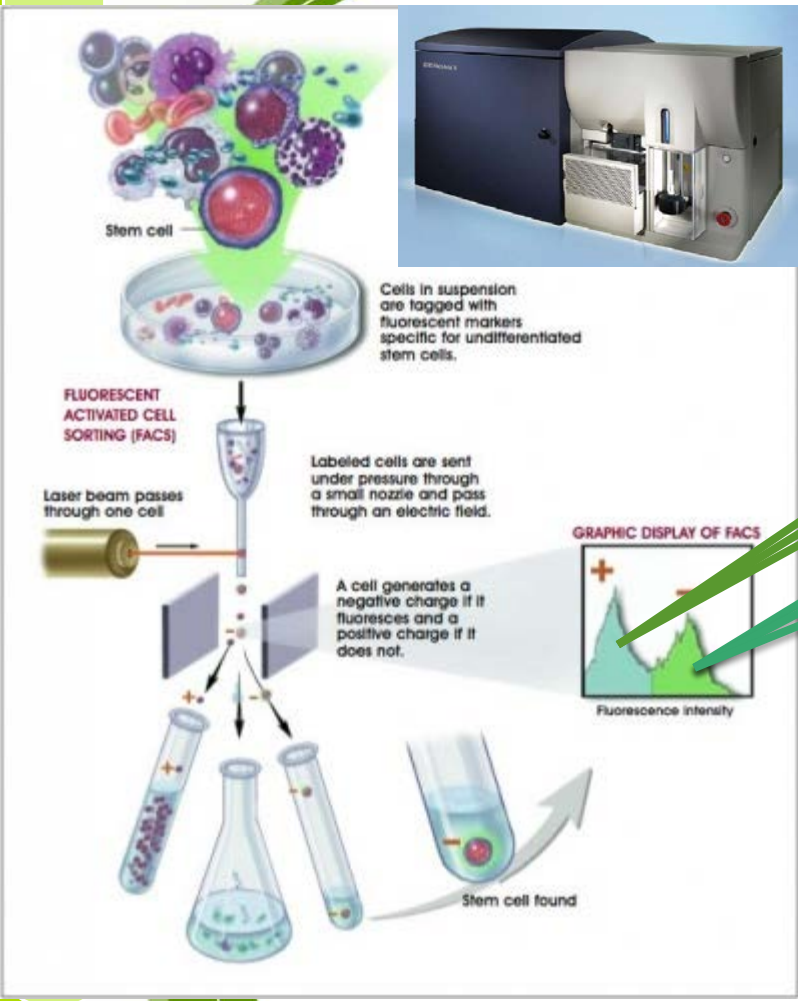 Stem cell
Cells in suspension
are tagged with
fluorescent markers
specific for undifferentiated
stem cells.
FLUORESCENT
ACTIVATED CELL
SORTING (FACS)
Labeled cells are sent
under pressure through
a small nozzle and pass
through an electric field.
Laser beam passes
through one cell
GRAPHIC DISPLAY OF FACS
+
-
A cell generates a
negative charge if it
fluoresces and a
positive charge if it
does not.
Fluorescence intensity
-
+
-
+
-
-
-
Stem cell found